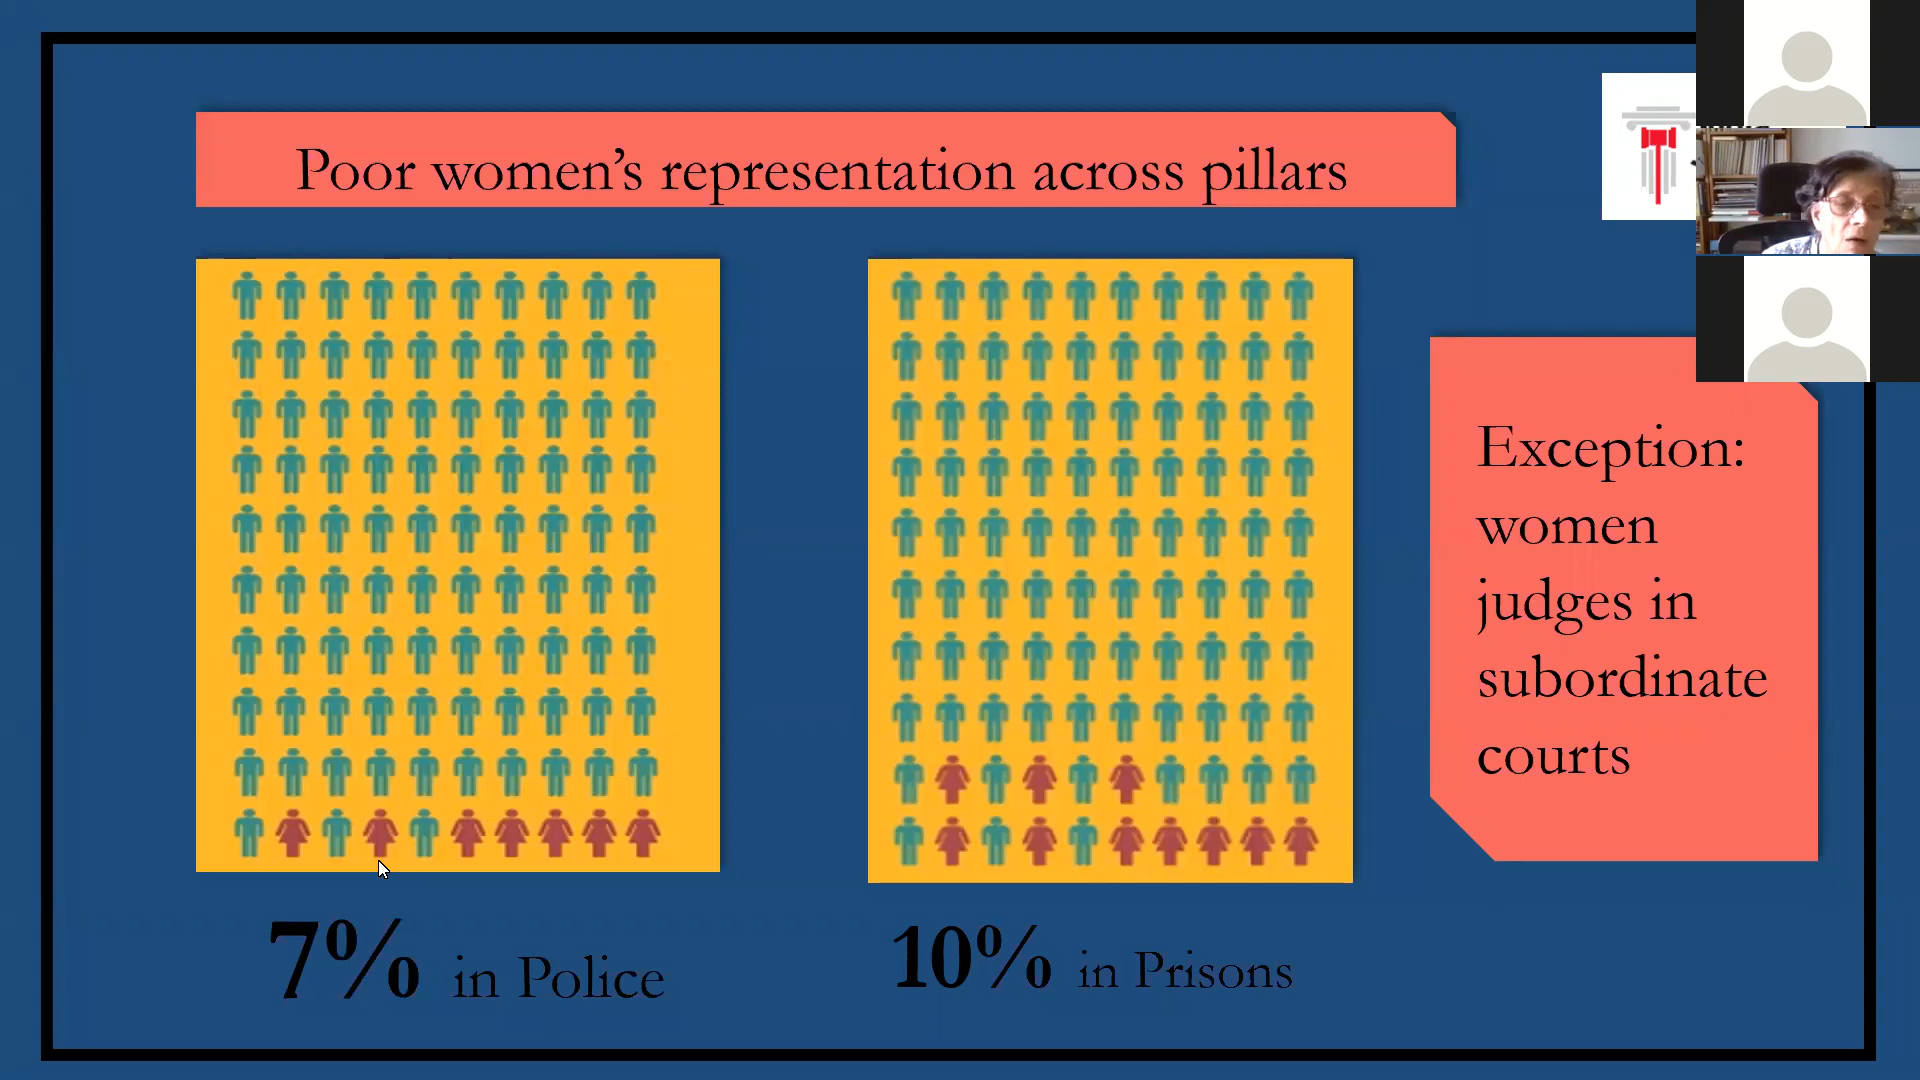 Poor women’s representation across pillars
Exception:
women
judges in
subordinate
courts
7% in Police
10% in Prisons